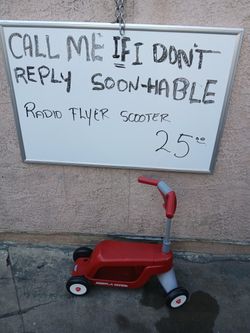 CALL ME IF I DON'T
REPLY SOON-HABLE
RADIO FLYER SCOOTER
25.00